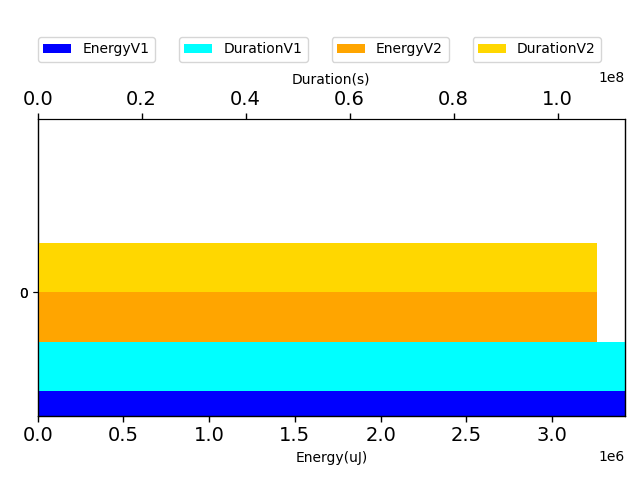 EnergyV1 DurationV1 EnergyV2 DurationV2
Duration(s)
1e8
0.0 0.2 0.4 0.6 0.8 1.0
0
0.0 0.5 1.0 1.5 2.0 2.5 3.0
Energy(uJ)
1e6